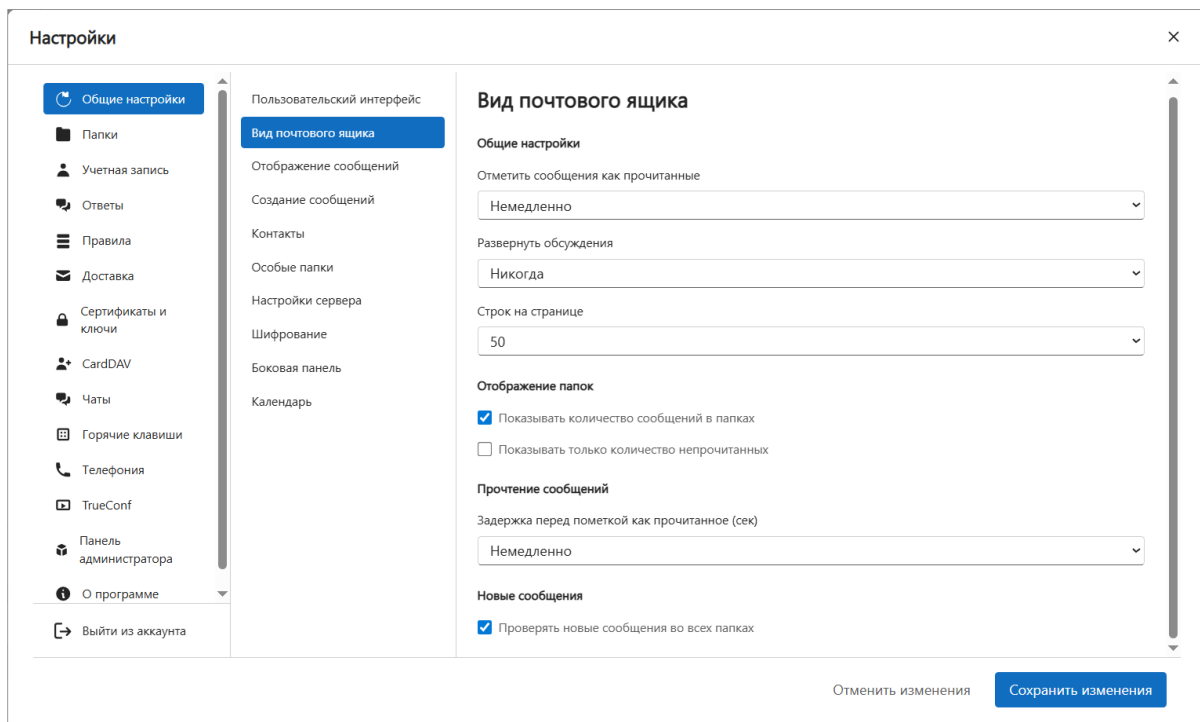 Настройки
Общие настройки
Папки
Учетная запись
Ответы
Правила
Доставка
Сертификаты и
ключи
CardDAV
Чаты
Горячие клавиши
Телефония
TrueConf
Панель
администратора
О программе
Выйти из аккаунта
Пользовательский интерфейс
Вид почтового ящика
Отображение сообщений
Создание сообщений
Контакты
Особые папки
Настройки сервера
Шифрование
Боковая панель
Календарь
Вид почтового ящика
Общие настройки
Отметить сообщения как прочитанные
Немедленно
Развернуть обсуждения
Никогда
Строк на странице
50
Отображение папок
Показывать количество сообщений в папках
Показывать только количество непрочитанных
Прочтение сообщений
Задержка перед пометкой как прочитанное (сек)
Немедленно
Новые сообщения
Проверять новые сообщения во всех папках
Отменить изменения
Сохранить изменения